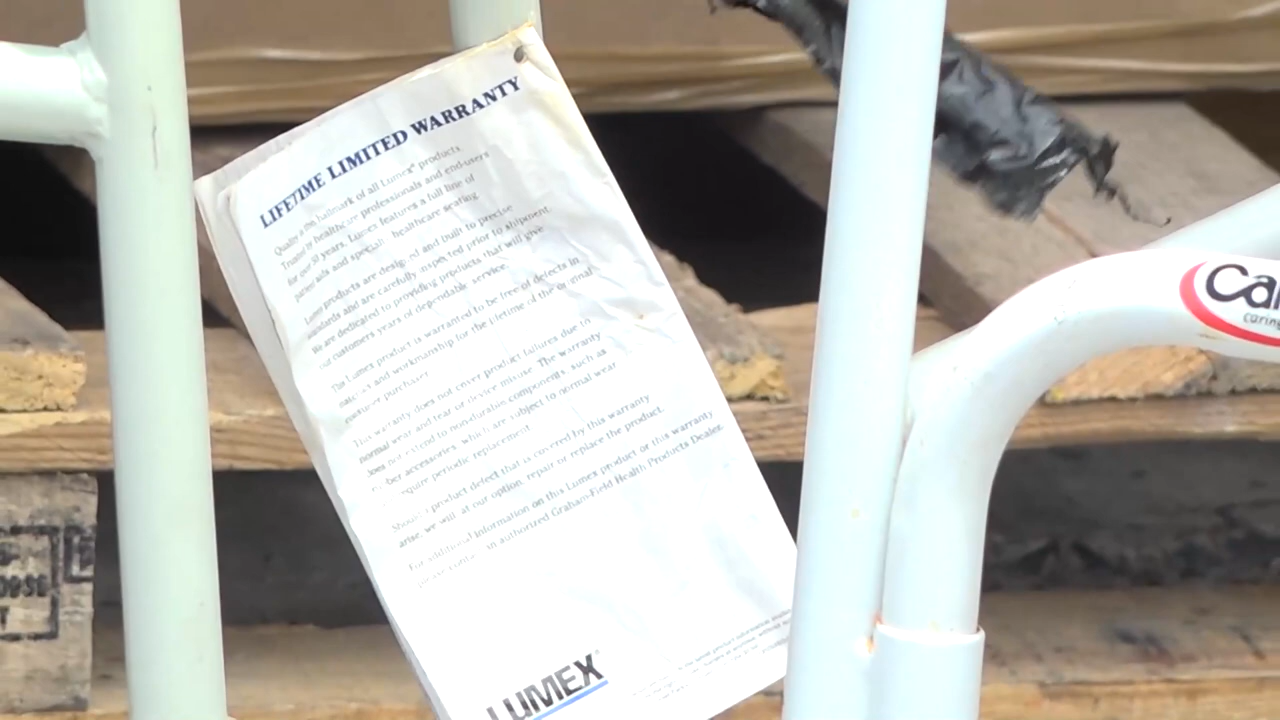 LIFETIME LIMITED WARRANTY
Quality is the hallmark of all Lumex® products.
Trusted by healthcare professionals and end-users
for over 50 years, Lumex features a full line of
patient aids and specialty healthcare seating.
Lumex products are designed and built to precise
standards and are carefully inspected prior to shipment.
We are dedicated to providing products that will give
our customers years of dependable service.
This Lumex product is warranted to be free of defects in
materials and workmanship for the lifetime of the original
customer purchaser.
This warranty does not cover product failures due to
normal wear and tear or device misuse. The warranty
does not extend to non-durable components, such as
rubber accessories, which are subject to normal wear
require periodic replacement.
Should a product defect that is covered by this warranty
arise, we will, at our option, repair or replace the product.
For additional information on this Lumex product or this warranty
please contact an authorized Graham-Field Health Products Dealer.
LUMEX®
Car
carin